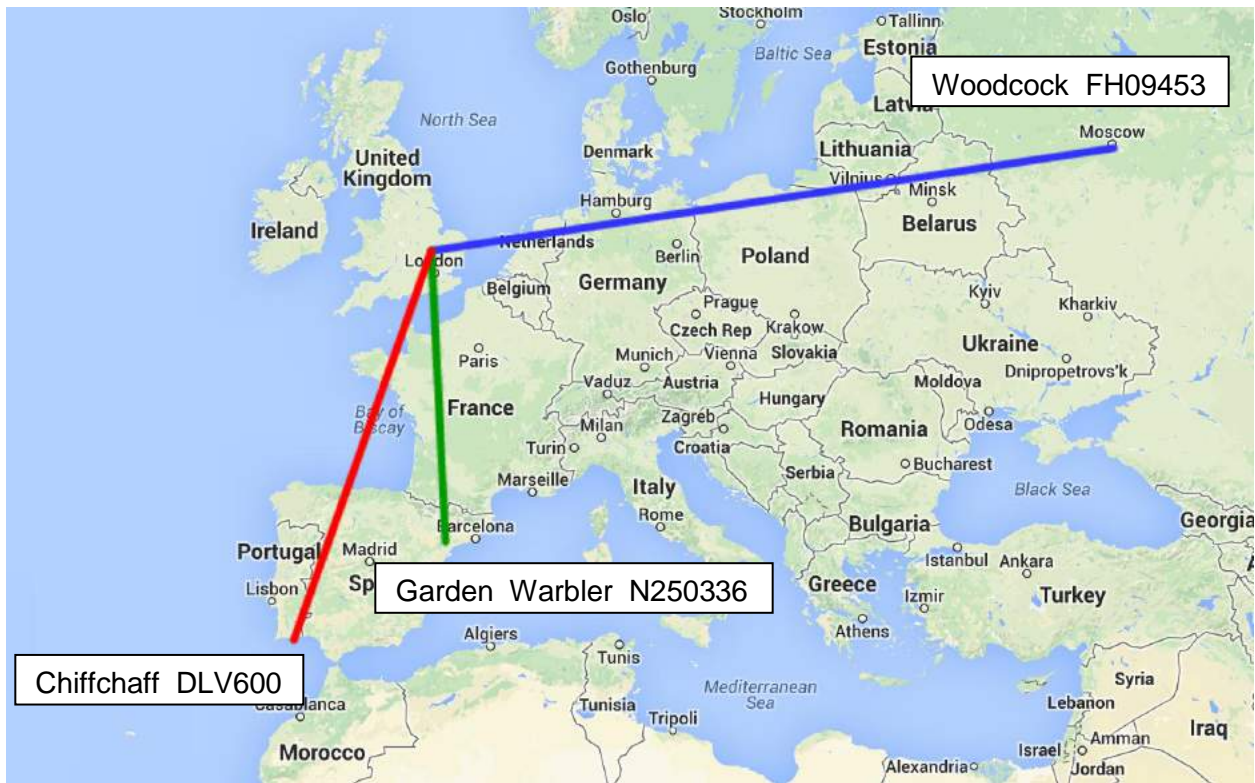 Oslo
Stockholm
Tallinn
Estonia
Baltic Sea
Gothenburg
Woodcock FH09453
Latvia
North Sea
Moscow
Denmark
Lithuania
United
Kingdom
Vilnius
Minsk
Hamburg
Belarus
Ireland
Netherlands
Berlin
Poland
London
Germany
Belgium
Prague
Kyiv
Kharkiv
Czech Rep
Krakow
Paris
Ukraine
Munich
Vienna
Slovakia
Dnipropetrovs'k
Vaduz
Austria
Moldova
Bay of
Biscay
France
Hungary
Milan
Zagreb
Odesa
Turin
Croatia
Romania
Serbia
Bucharest
Marseille
Italy
Black Sea
Rome
Barcelona
Bulgaria
Georgia
Portugal
Madrid
Istanbul
Ankara
Lisbon
Sp
Garden Warbler N250336
Greece
Izmir
Turkey
Algiers
Athens
Tunis
Chiffchaff DLV600
Syria
Mediterranean
Sea
Casablanca
Tunisia
Lebanon
Tripoli
Iraq
Morocco
Israel
Amman
Alexandria
Jordan